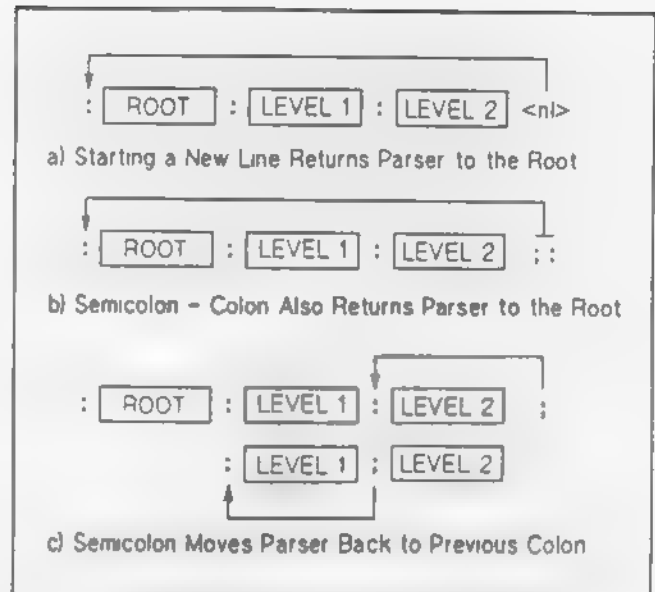 : ROOT : LEVEL 1 : LEVEL 2 <nl>
a) Starting a New Line Returns Parser to the Root
: ROOT : LEVEL 1 : LEVEL 2 ; :
b) Semicolon – Colon Also Returns Parser to the Root
: ROOT : LEVEL 1 : LEVEL 2 ;
: LEVEL 1 ; LEVEL 2
c) Semicolon Moves Parser Back to Previous Colon